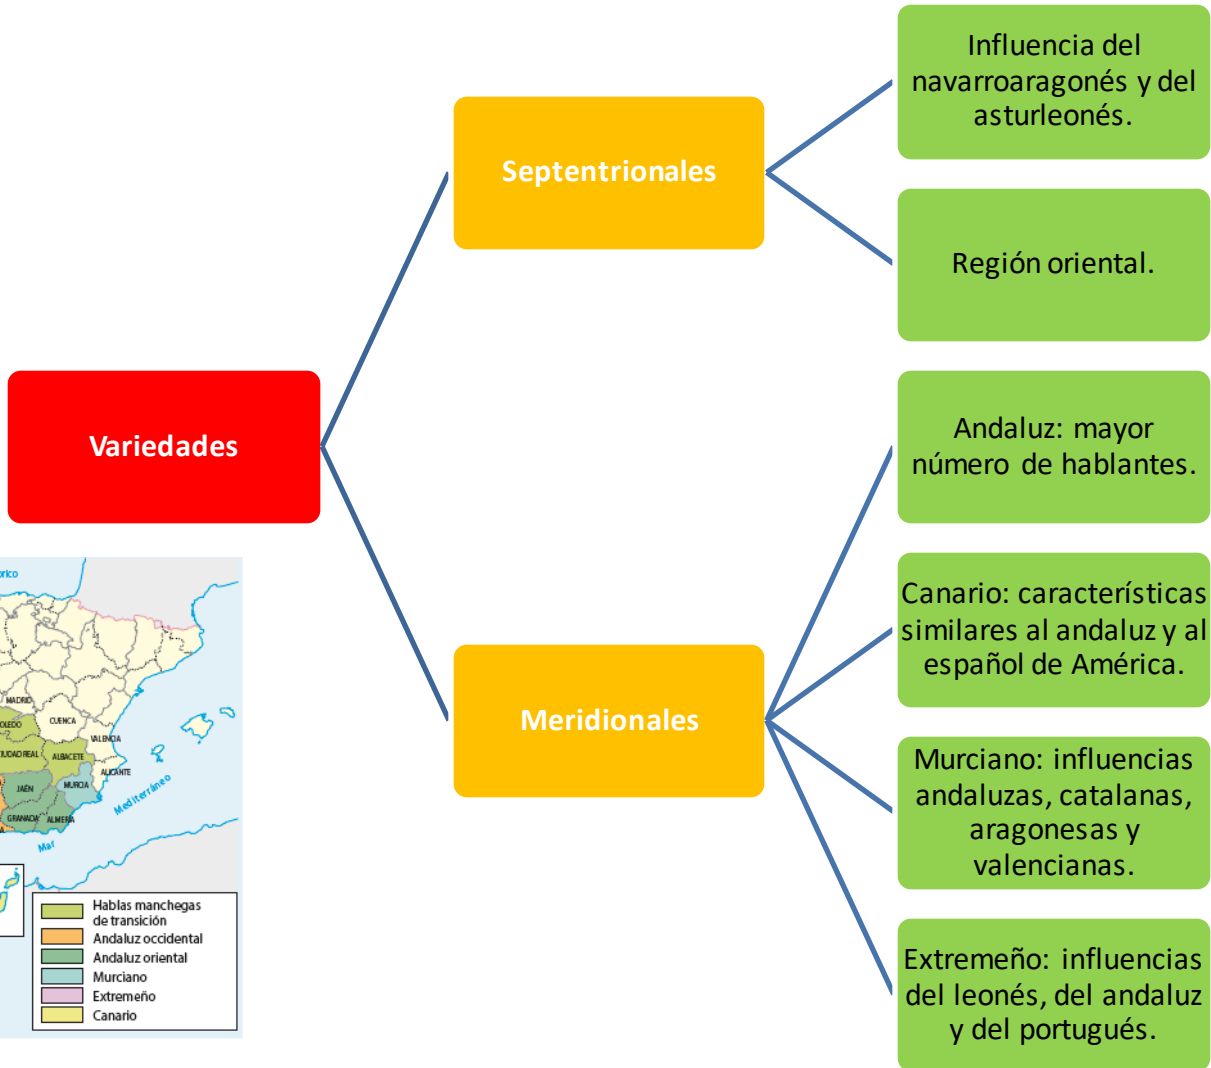 Influencia del
navarroaragonés y del
asturleonés.
Septentrionales
Región oriental.
Variedades
Andaluz: mayor
número de hablantes.
Canario: características
similares al andaluz y al
español de América.
Meridionales
Murciano: influencias
andaluzas, catalanas,
aragonesas y
valencianas.
Extremeño: influencias
del leonés, del andaluz
y del portugués.
MADRID
CUENCA
VALENCIA
ALBACETE
ALICANTE
JAÉN
MURCIA
GRANADA
ALMERÍA
Mar
Mediterráneo
Hablas manchegas
de transición
Andaluz occidental
Andaluz oriental
Murciano
Extremeño
Canario